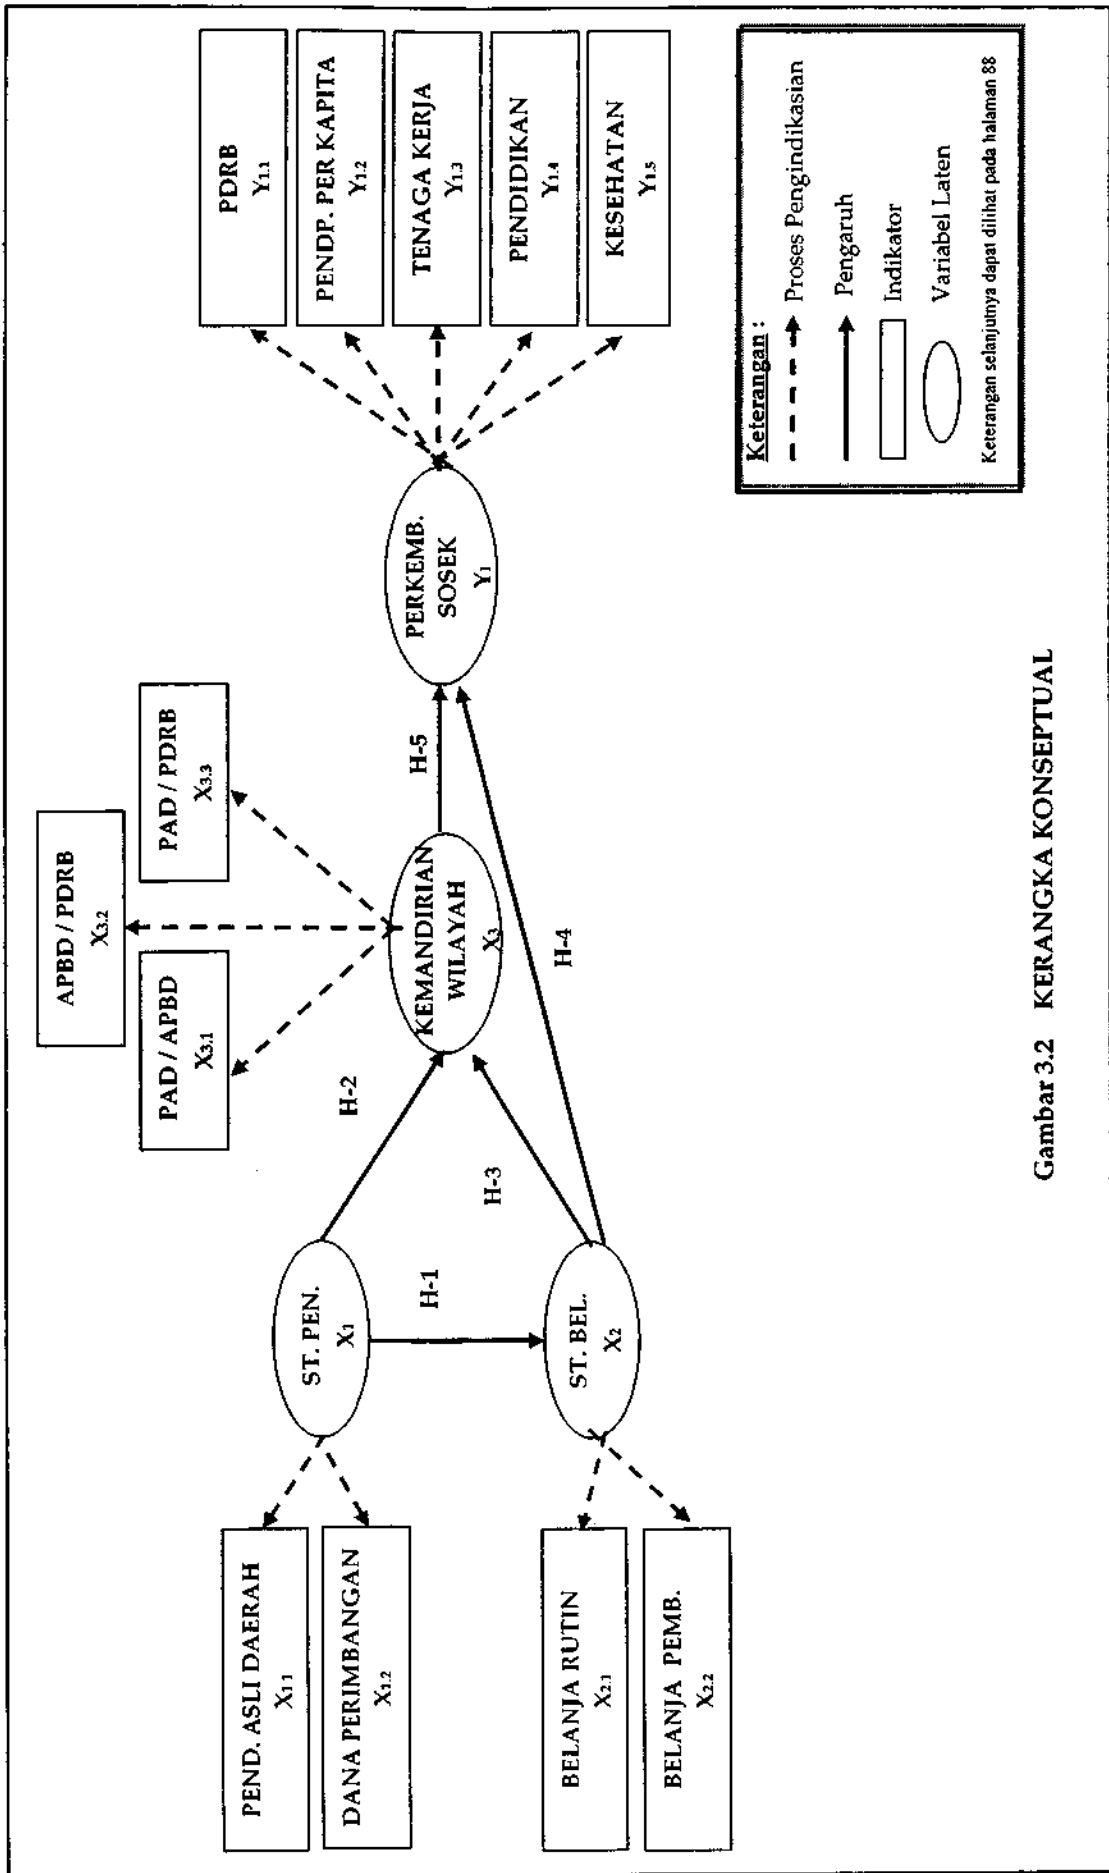 APBD / PDRB
X3.2
PAD / APBD
X3.1
PAD / PDRB
X3.3
PEND. ASLI DAERAH
X1.1
DANA PERIMBANGAN
X1.2
ST. PEN.
X1
H-2
H-1
H-3
BELANJA RUTIN
X2.1
BELANJA PEMB.
X2.2
ST. BEL.
X2
KEMANDIRIAN
WILAYAH
X3
H-5
H-4
PERKEMB.
SOSEK
Y1
PDRB
Y1.1
PENDP. PER KAPITA
Y1.2
TENAGA KERJA
Y1.3
PENDIDIKAN
Y1.4
KESEHATAN
Y1.5
Keterangan :
Proses Pengindikasian
Pengaruh
Indikator
Variabel Laten
Keterangan selanjutnya dapat dilihat pada halaman 88
Gambar 3.2 KERANGKA KONSEPTUAL